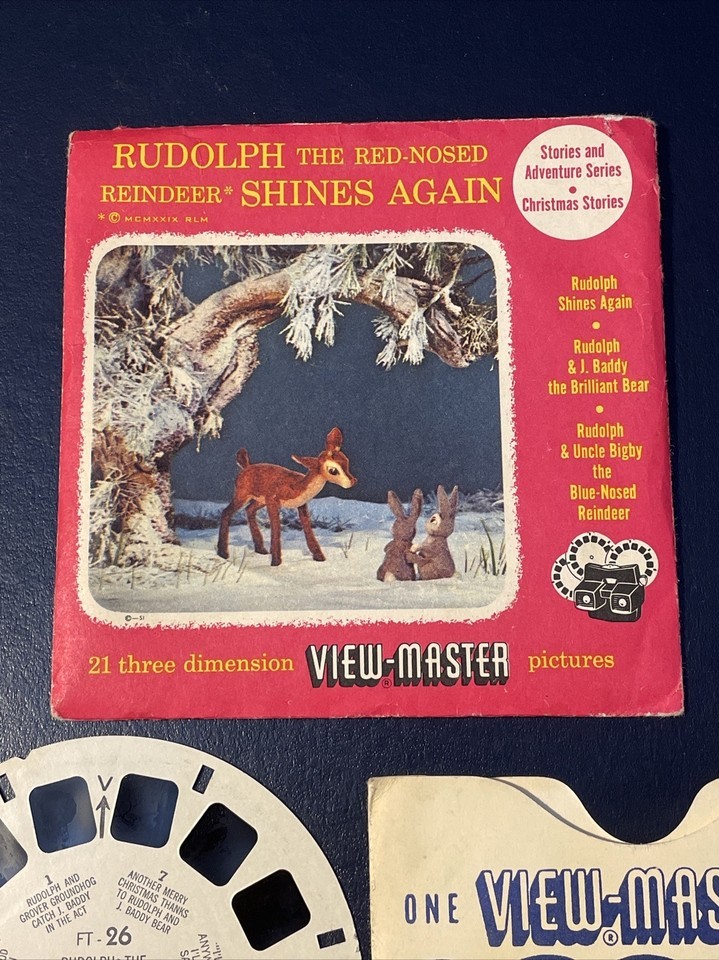 RUDOLPH THE RED-NOSED
REINDEER* SHINES AGAIN
* © MCMXXIX RLM
Stories and
Adventure Series
•
Christmas Stories
Rudolph
Shines Again
•
Rudolph
& J. Baddy
the Brilliant Bear
•
Rudolph
& Uncle Bigby
the
Blue-Nosed
Reindeer
©—SI
21 three dimension VIEW-MASTER® pictures
V
1
RUDOLPH AND
GROVER GROUNDHOG
CATCH J. BADDY
IN THE ACT
7
ANOTHER MERRY
CHRISTMAS THANKS
TO RUDOLPH AND
J. BADDY BEAR
FT-26
RUDOLPH THE
ONE VIEW-MAS
®